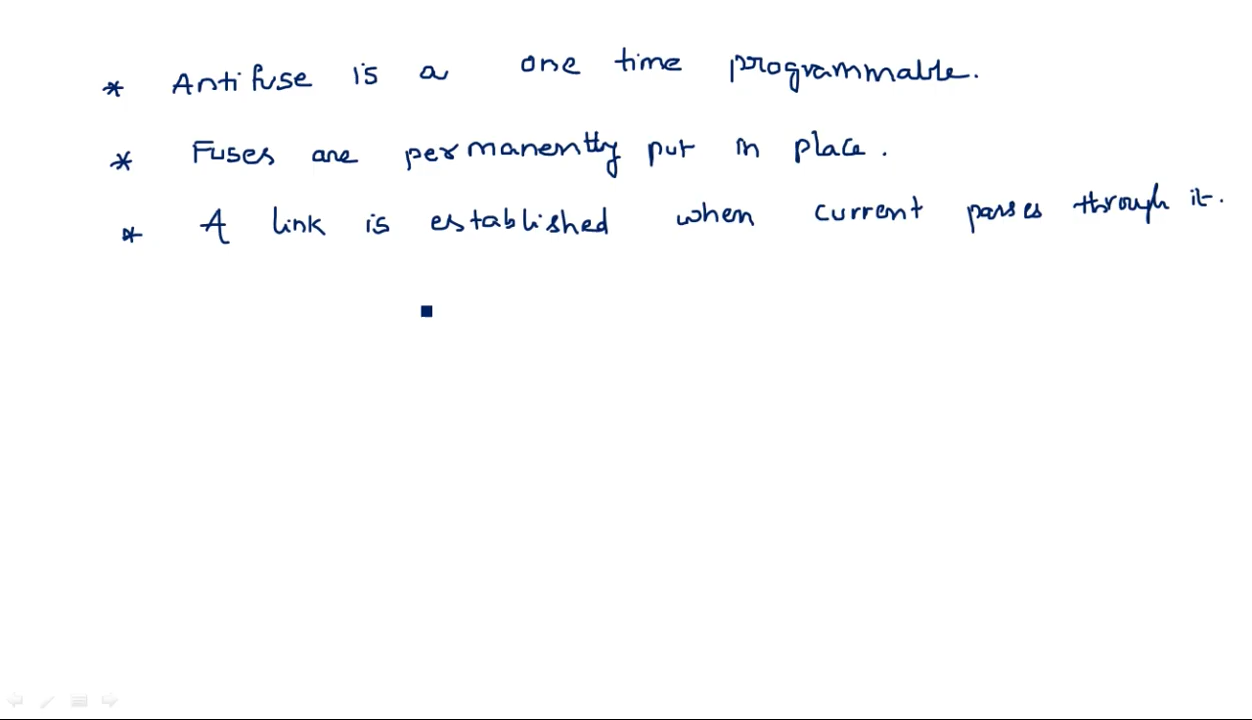 * Antifuse is a one time programmable.
* Fuses are permanently put in place.
* A link is established when current passes through it.